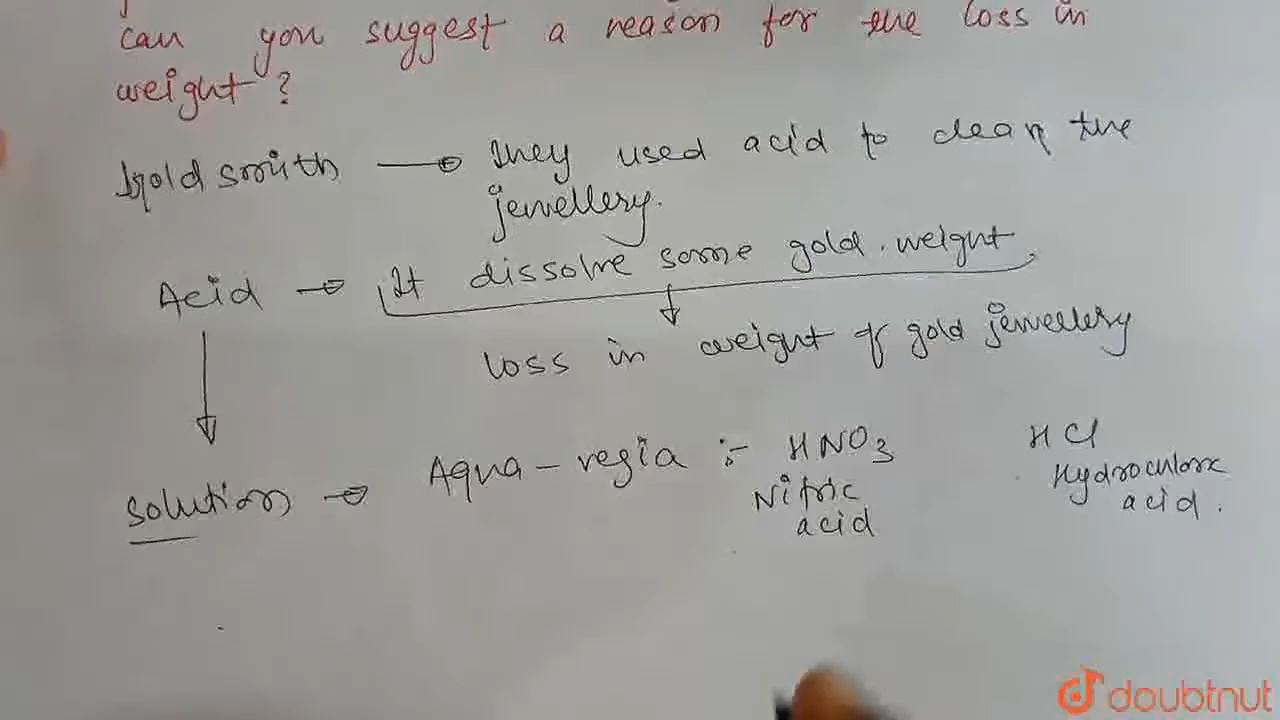 can you suggest a reason for the loss in
weight?
Gold smith → They used acid to clean the
jewellery.
Acid → It dissolve some gold. weight
loss in weight of gold jewellery
solution → Aqua-regia :- HNO3
Nitric
acid
HCl
Hydrochloric
acid.
doubtnut